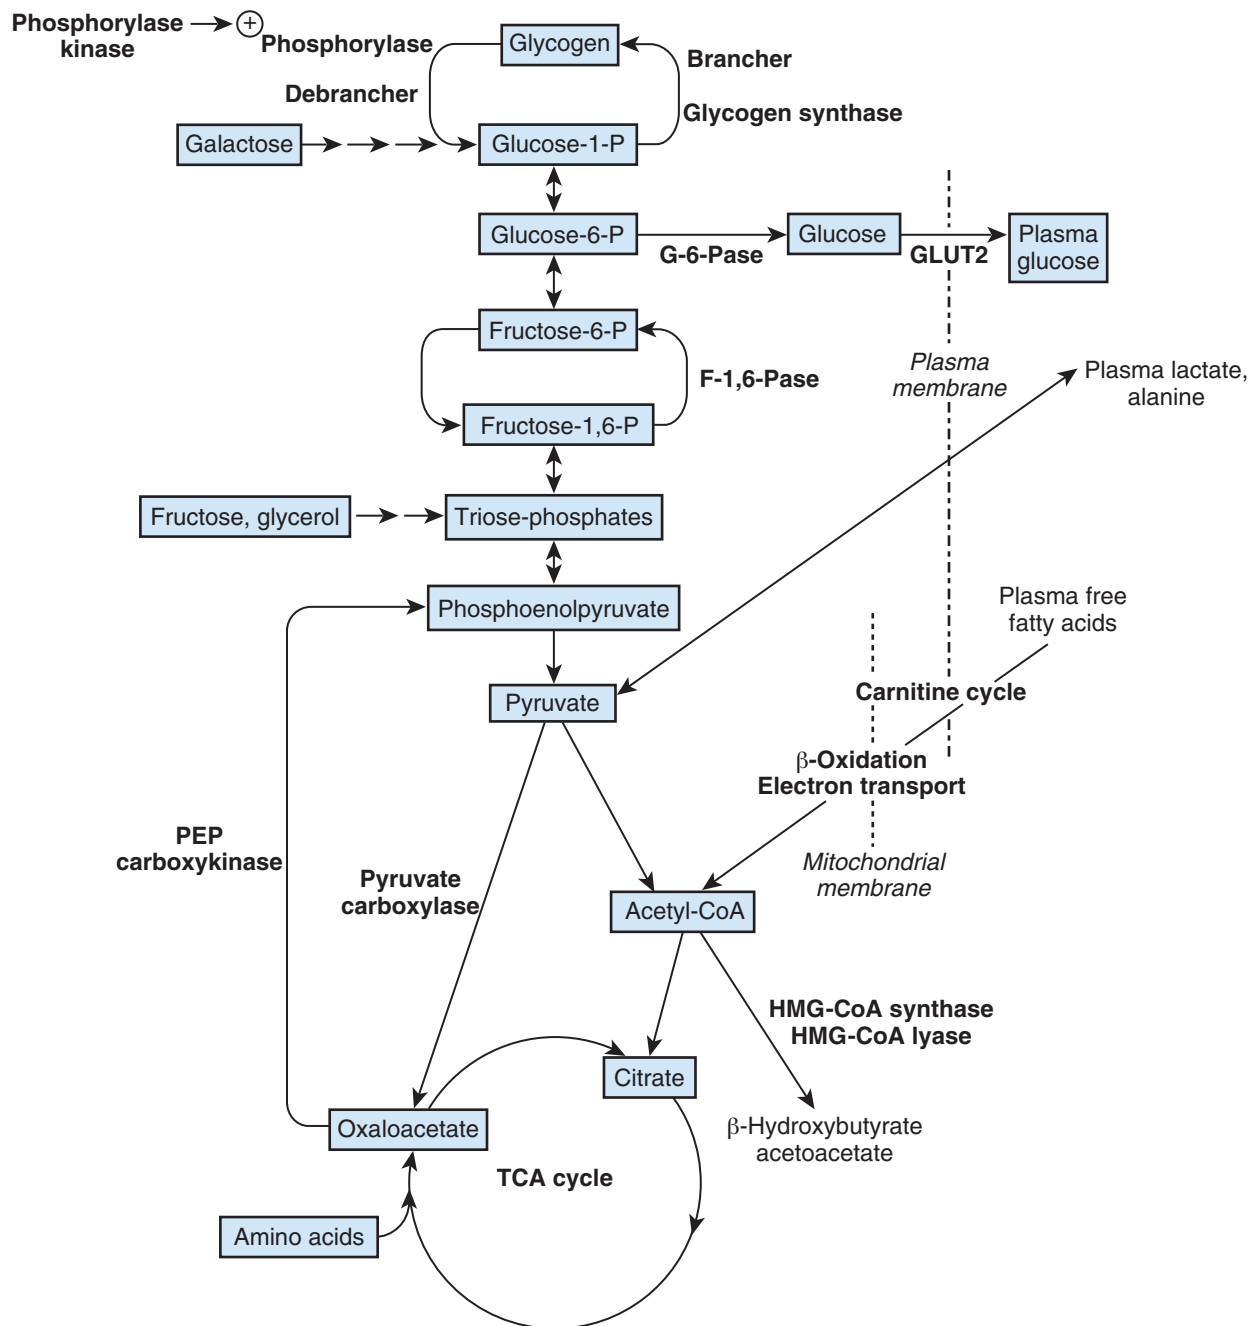 Phosphorylase
kinase
+
Phosphorylase
Glycogen
Brancher
Debrancher
Glycogen synthase
Galactose
Glucose-1-P
Glucose-6-P
G-6-Pase
Glucose
GLUT2
Plasma
glucose
Fructose-6-P
F-1,6-Pase
Plasma
membrane
Plasma lactate,
alanine
Fructose-1,6-P
Fructose, glycerol
Triose-phosphates
Phosphoenolpyruvate
Plasma free
fatty acids
Pyruvate
Carnitine cycle
β-Oxidation
Electron transport
PEP
carboxykinase
Pyruvate
carboxylase
Mitochondrial
membrane
Acetyl-CoA
HMG-CoA synthase
HMG-CoA lyase
Citrate
Oxaloacetate
β-Hydroxybutyrate
acetoacetate
TCA cycle
Amino acids